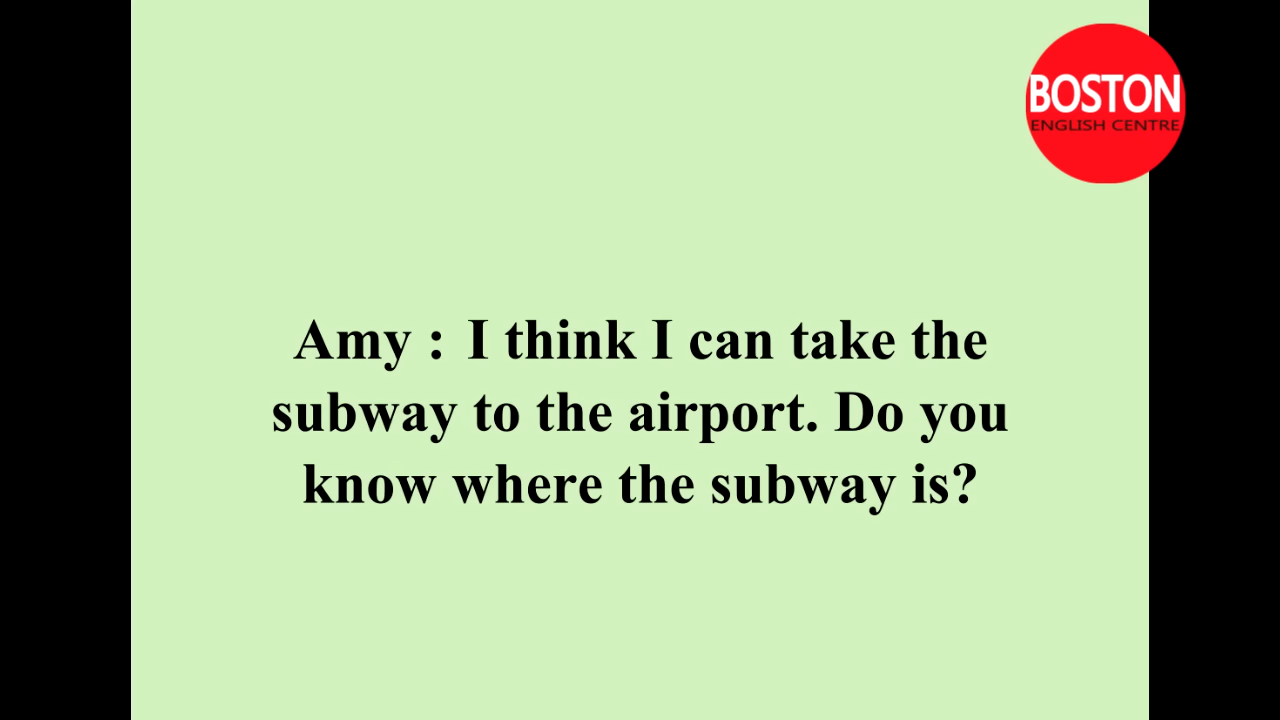 BOSTON
ENGLISH CENTRE
Amy : I think I can take the
subway to the airport. Do you
know where the subway is?